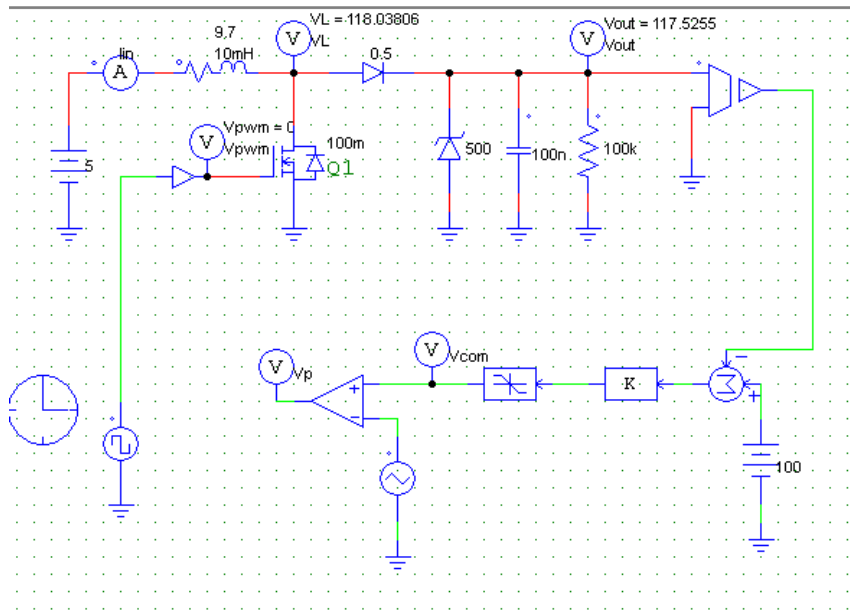 VL = 118.03806
VL
V
Iin
A
9.7
10mH
0.5
Vout = 117.5255
Vout
V
Vpwm = 0
Vpwm
V
100m
Q1
5
500
100n
100k
V
Vcom
V
Vp
K
Σ
−
+
+
−
100